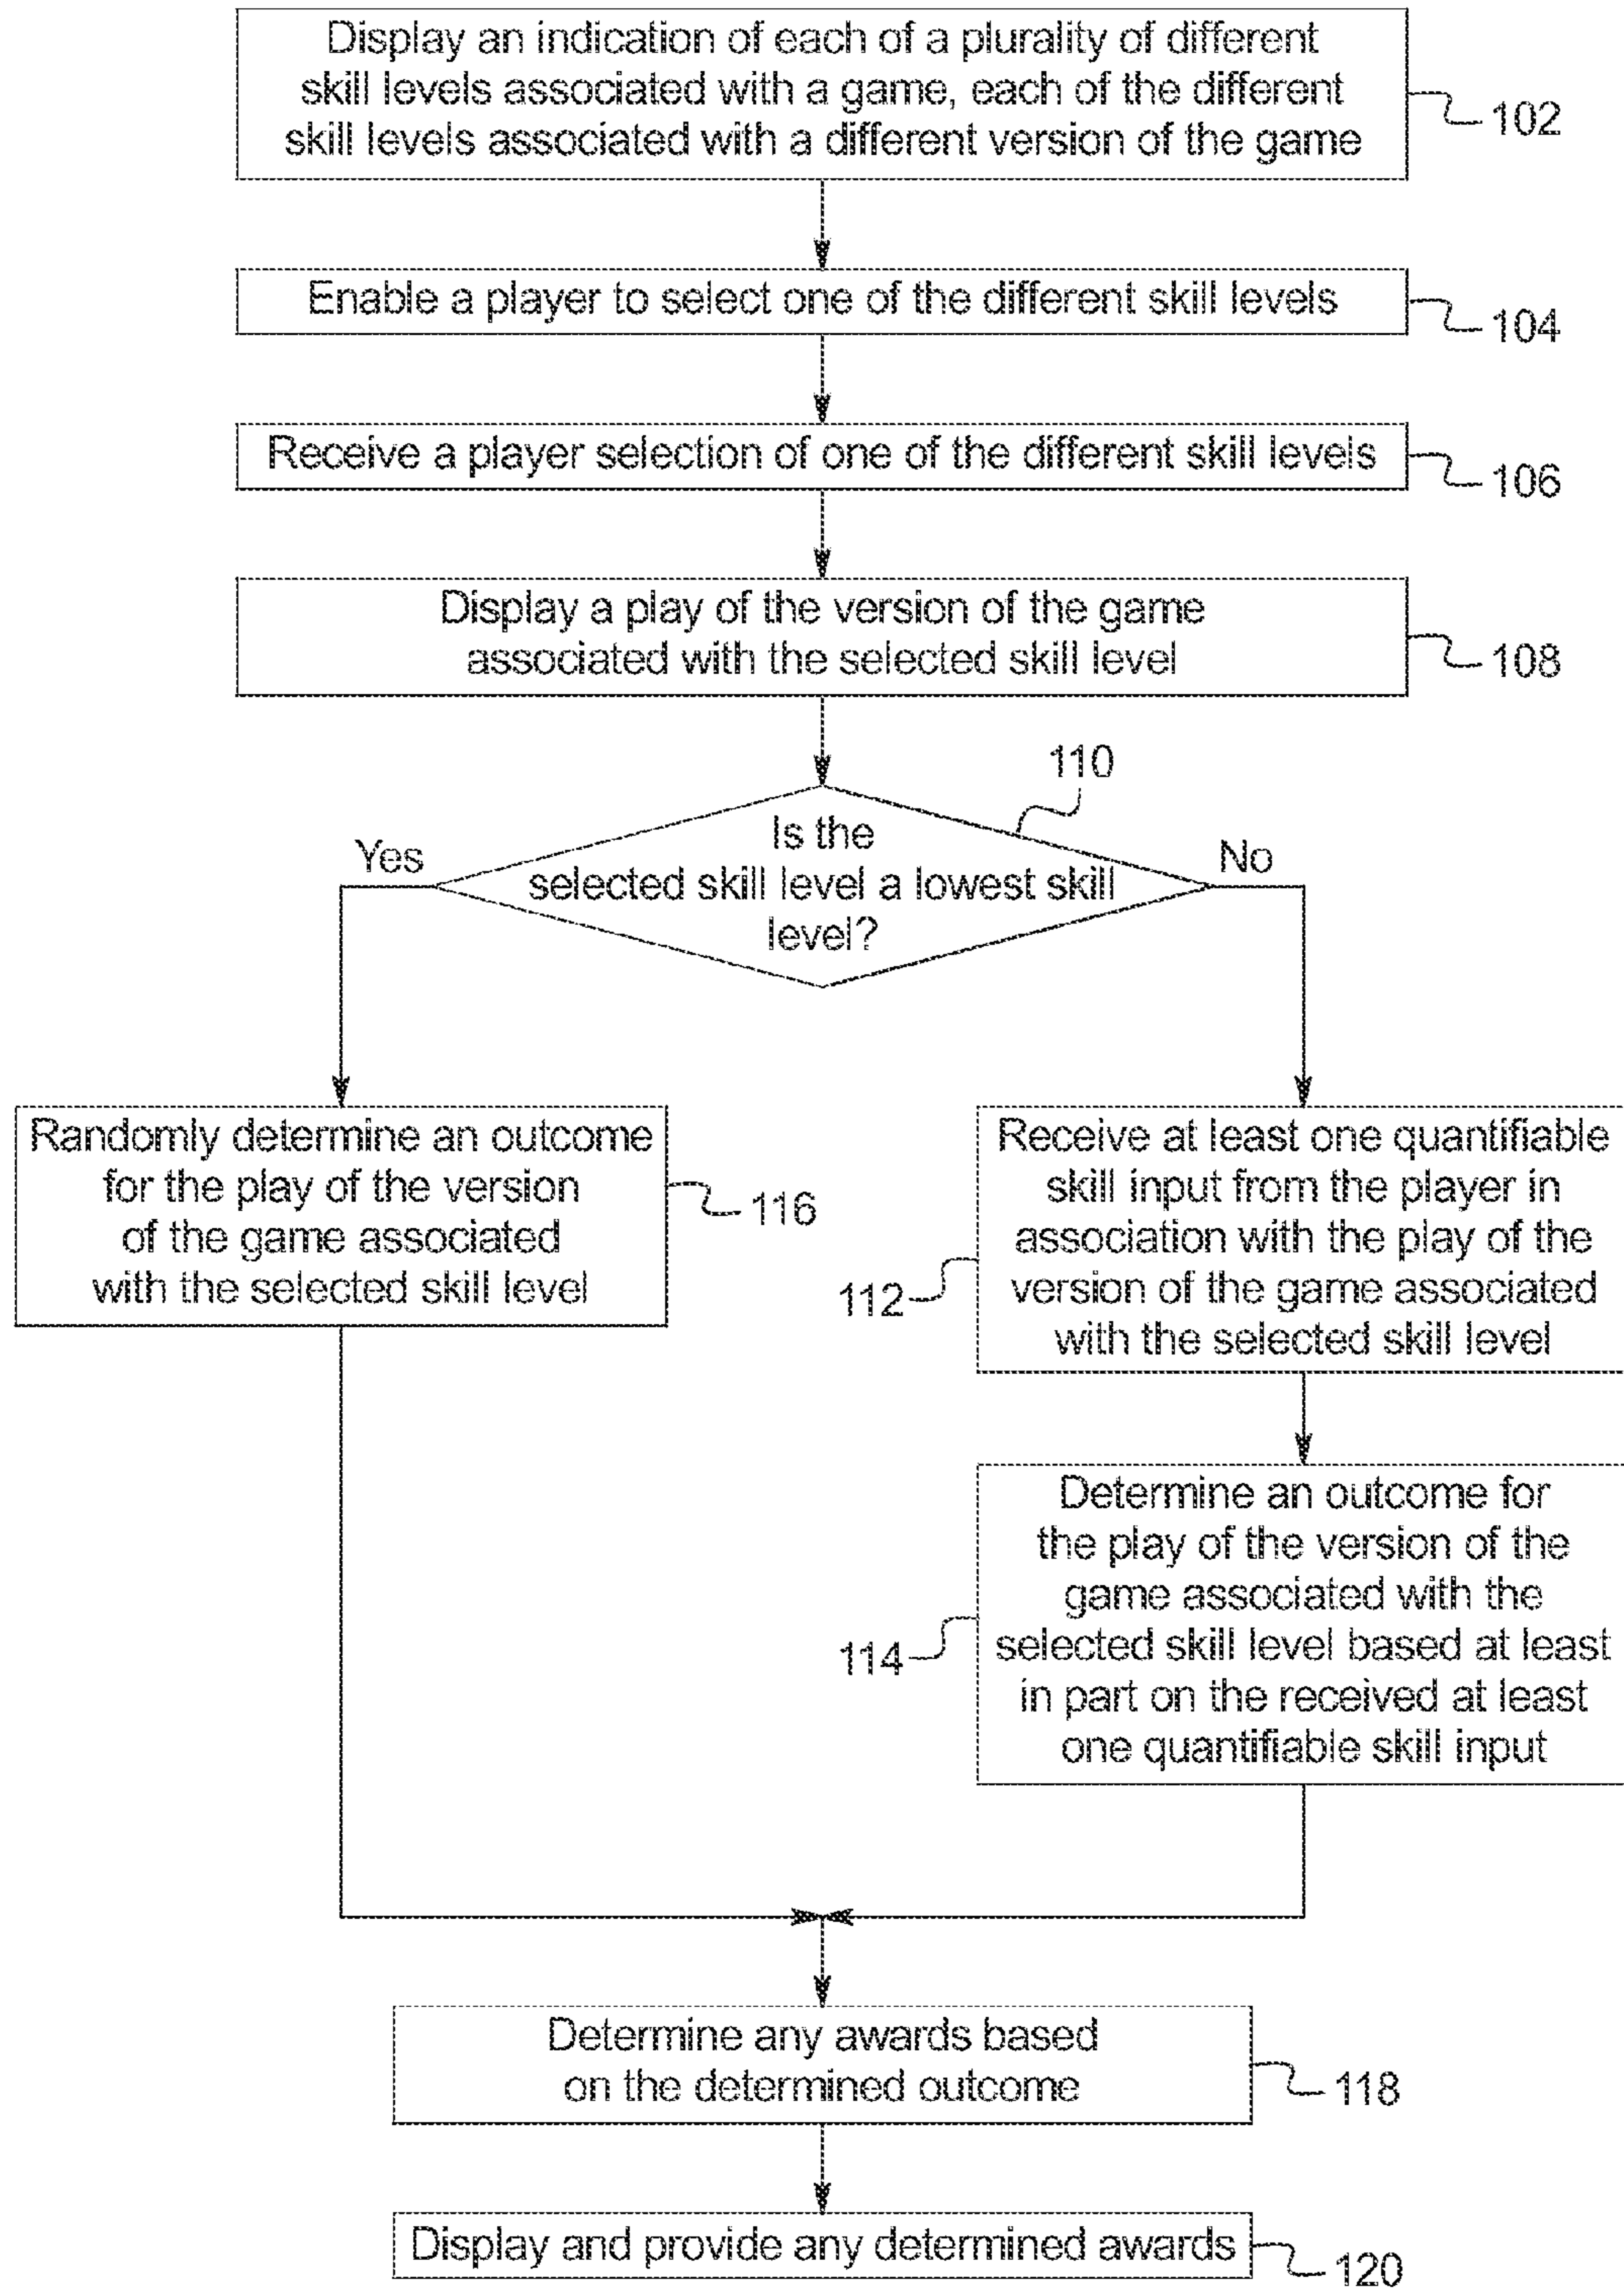 Display an indication of each of a plurality of different
skill levels associated with a game, each of the different
skill levels associated with a different version of the game
102
Enable a player to select one of the different skill levels
104
Receive a player selection of one of the different skill levels
106
Display a play of the version of the game
associated with the selected skill level
108
110
Is the
selected skill level a lowest skill
level?
Yes
No
Randomly determine an outcome
for the play of the version
of the game associated
with the selected skill level
116
Receive at least one quantifiable
skill input from the player in
association with the play of the
version of the game associated
with the selected skill level
112
Determine an outcome for
the play of the version of the
game associated with the
selected skill level based at least
in part on the received at least
one quantifiable skill input
114
Determine any awards based
on the determined outcome
118
Display and provide any determined awards
120